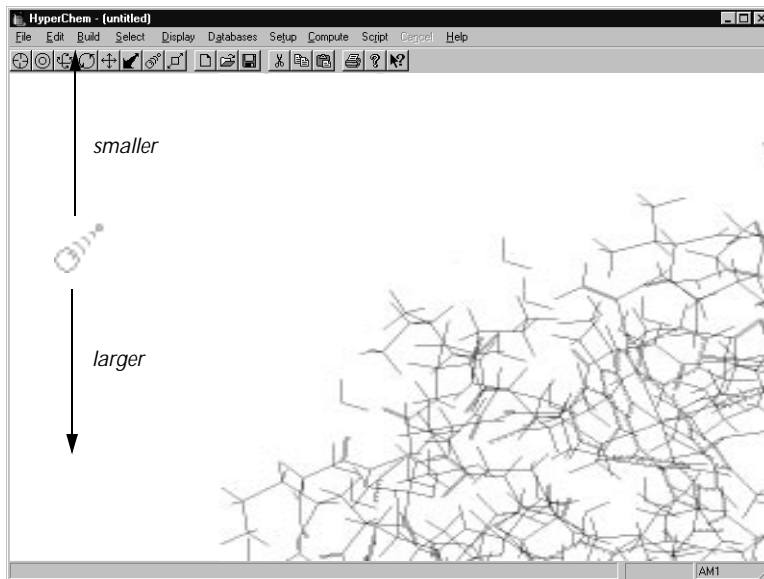 HyperChem - (untitled)
File Edit Build Select Display Databases Setup Compute Script Cancel Help
smaller
larger
AM1